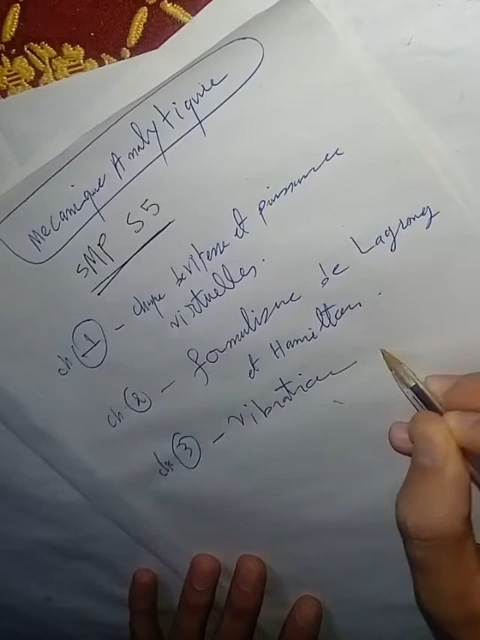 Mecanique Analytique
SMP S5
ch 1 - champ de vitesse et puissance
virtuelles.
ch 2 - formalisme de Lagrang
et Hamilton.
ch 3 - vibration